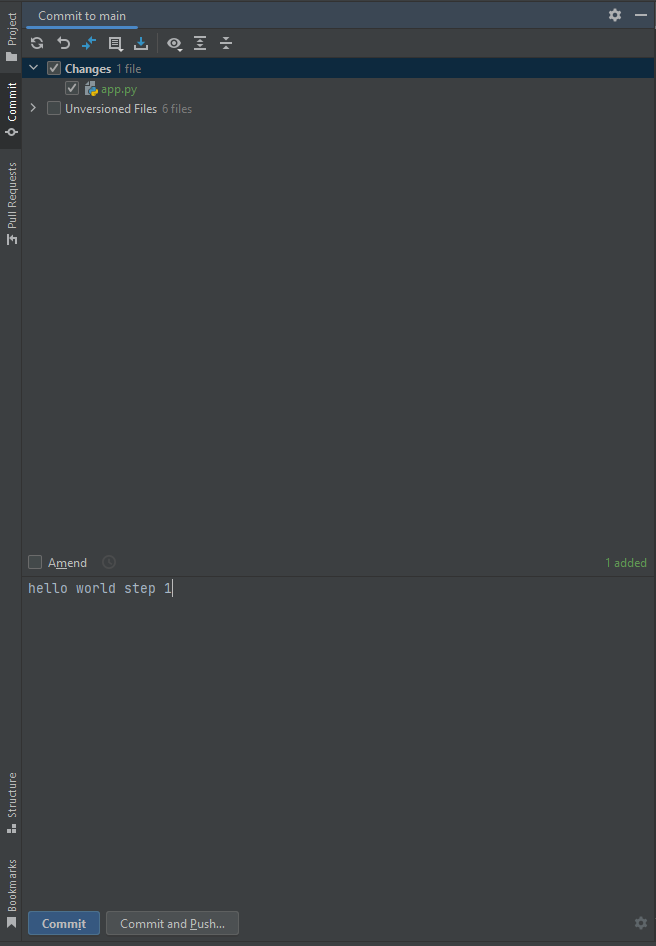 Commit to main
Project
Commit
Pull Requests
Changes 1 file
app.py
Unversioned Files 6 files
Amend
1 added
hello world step 1
Structure
Bookmarks
Commit
Commit and Push...